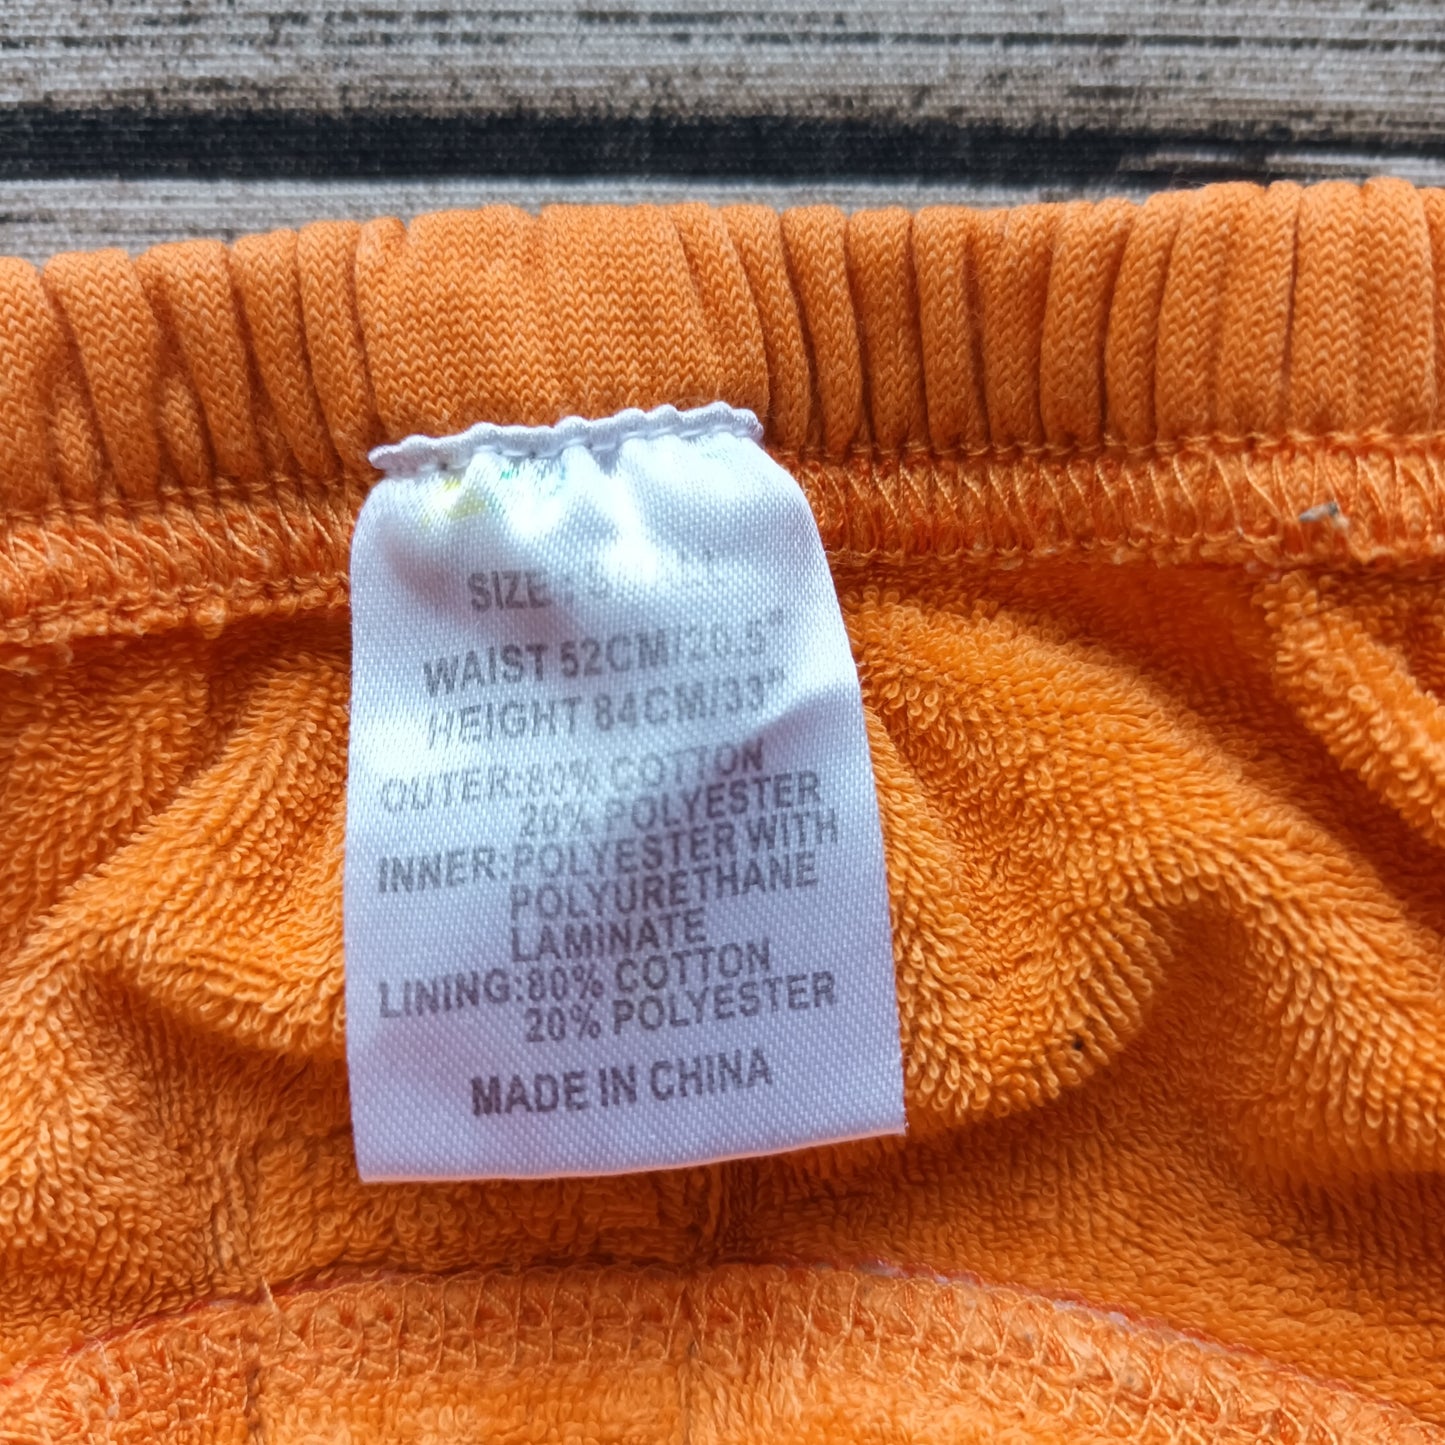 SIZE
WAIST 52CM/20.5"
HEIGHT 84CM/33"
OUTER:80% COTTON
20% POLYESTER
INNER:POLYESTER WITH
POLYURETHANE
LAMINATE
LINING:80% COTTON
20% POLYESTER
MADE IN CHINA